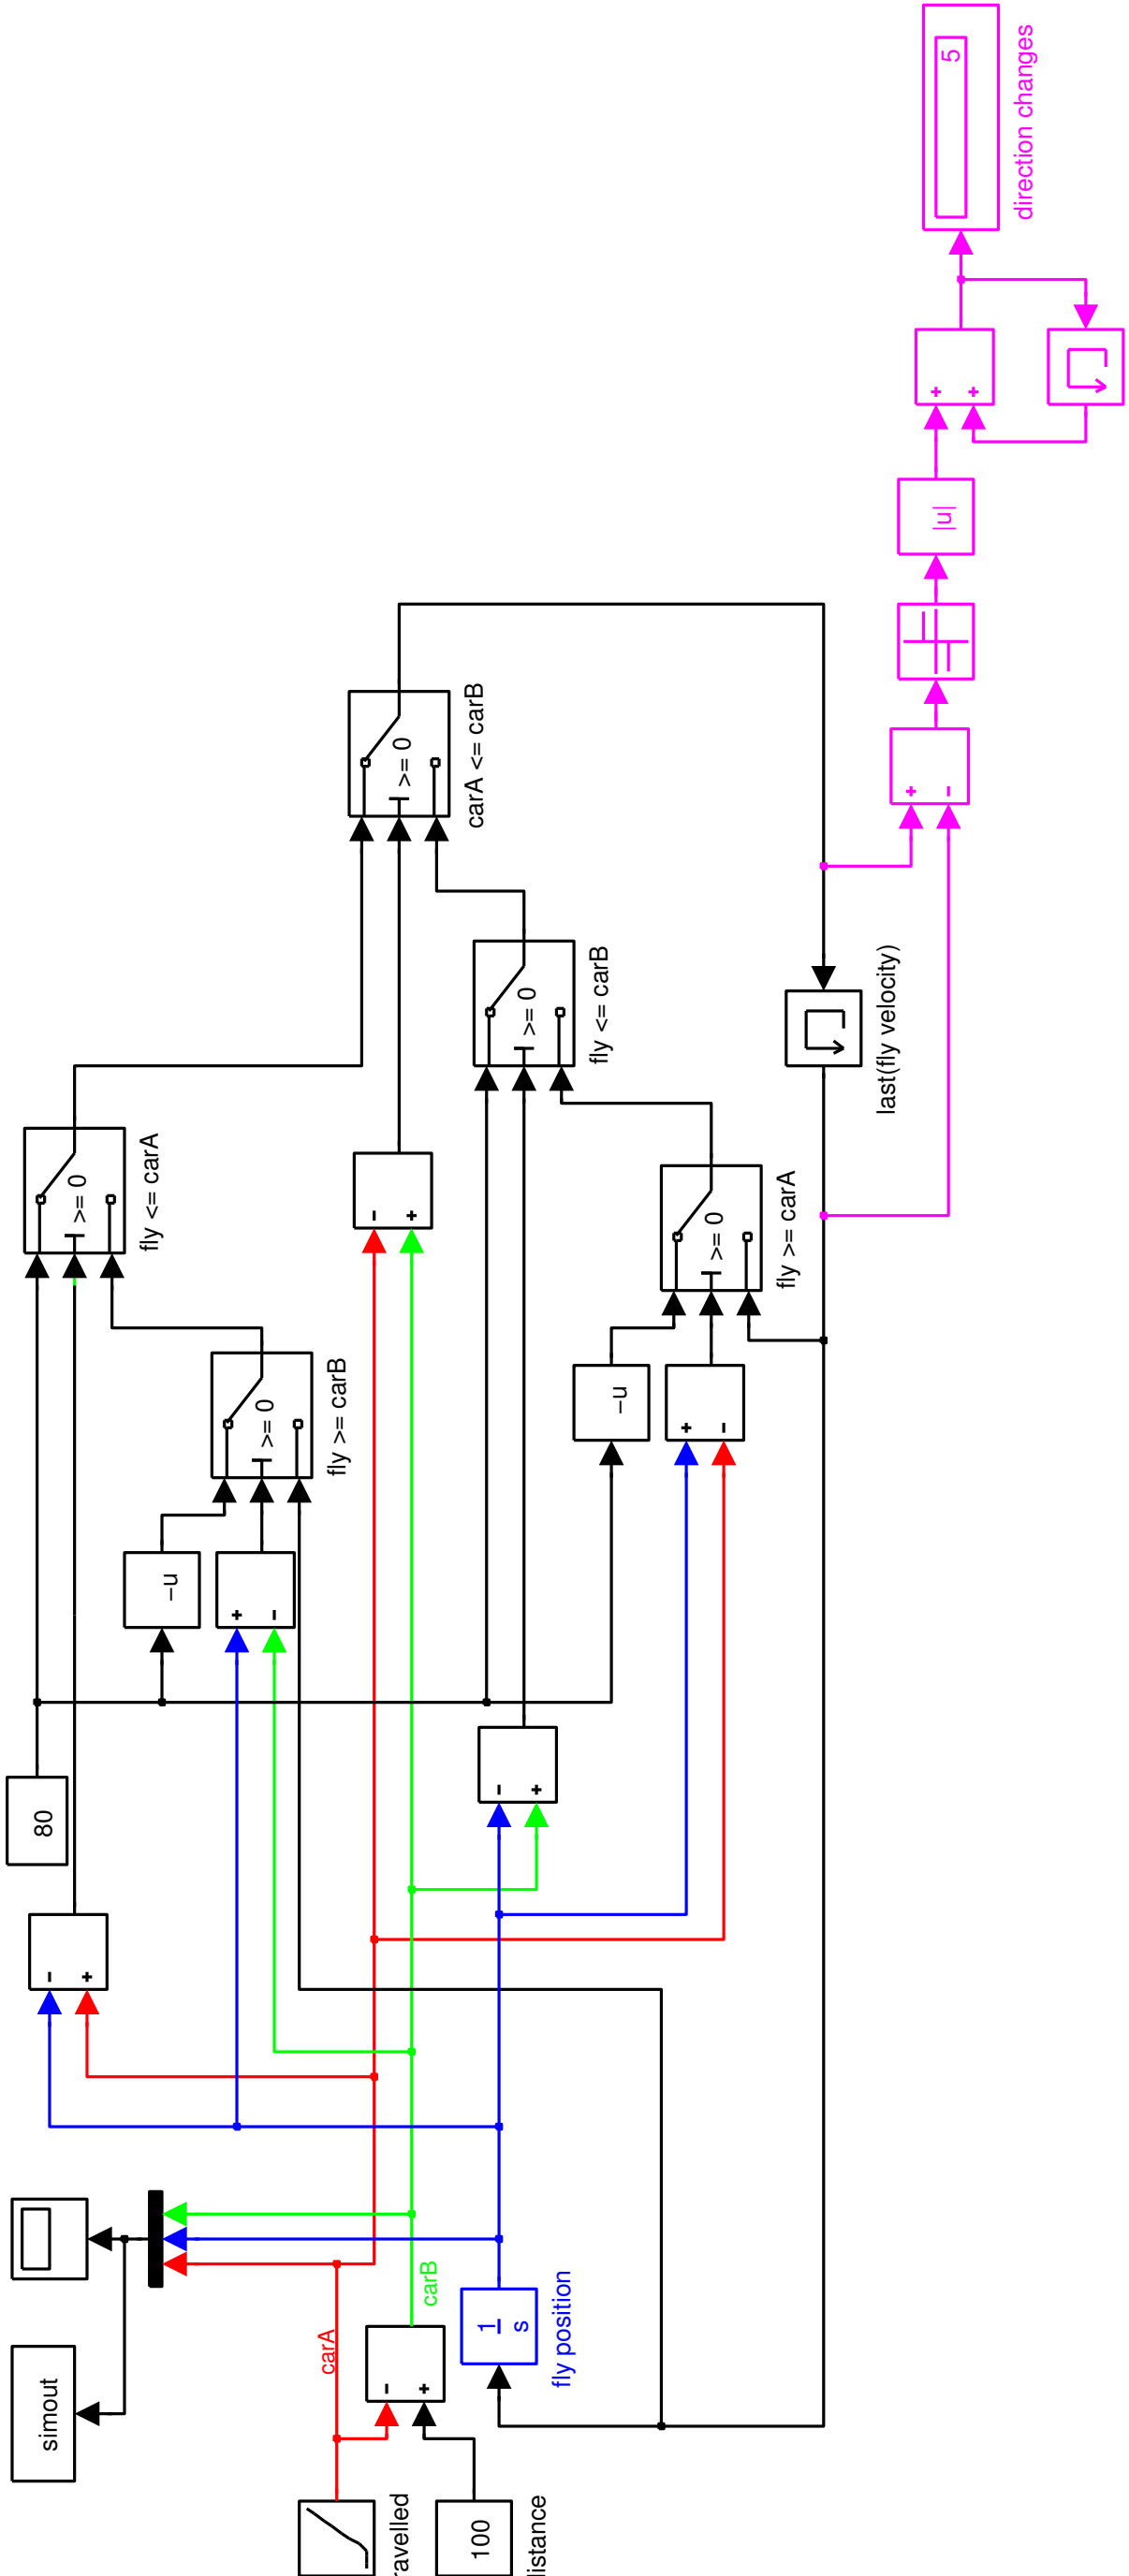 simout
80
fly <= carA
>= 0
-u
fly >= carB
>= 0
carA
carB
carA <= carB
>= 0
1
s
fly position
-u
fly <= carB
>= 0
fly >= carA
>= 0
ravelled
100
istance
last(fly velocity)
|u|
5
direction changes